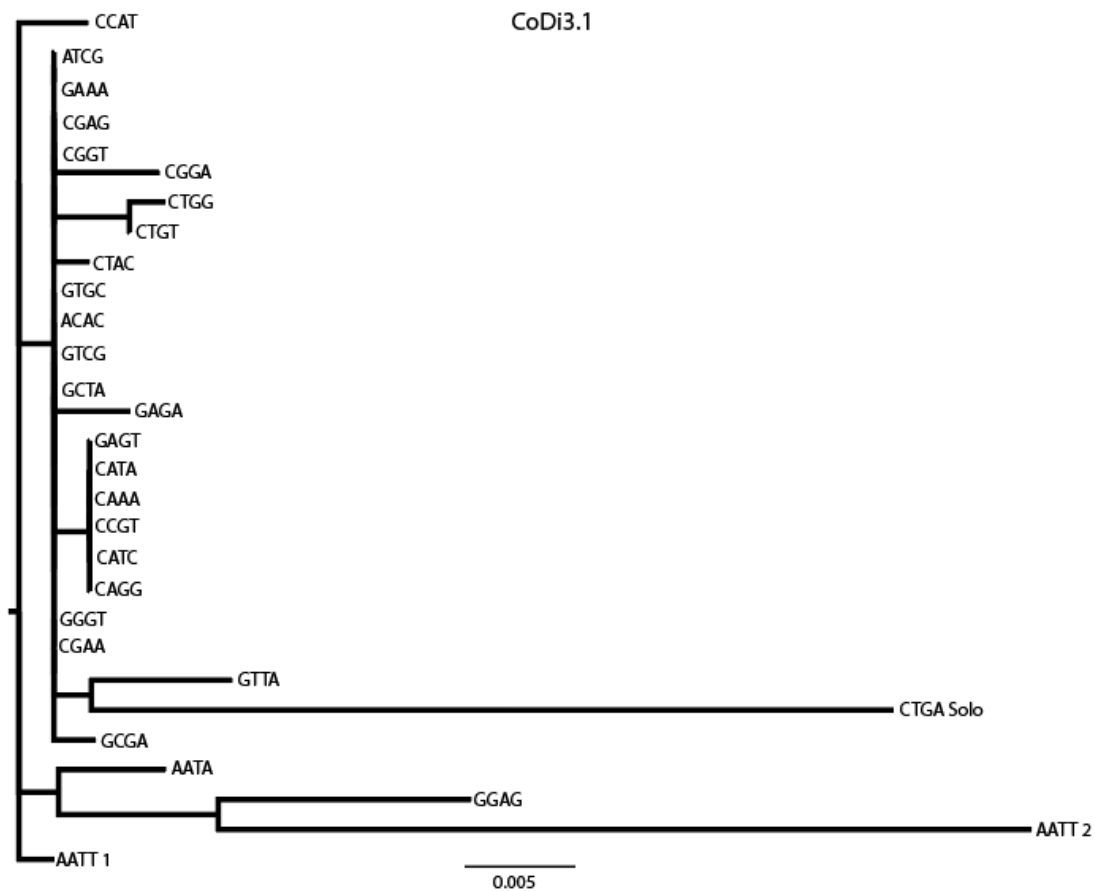 CoDi3.1
CCAT
ATCG
GAAA
CGAG
CGGT
CGGA
CTGG
CTGT
CTAC
GTGC
ACAC
GTCG
GCTA
GAGA
GAGT
CATA
CAAA
CCGT
CATC
CAGG
GGGT
CGAA
GTTA
CTGA Solo
GCGA
AATA
GGAG
AATT 2
AATT 1
0.005